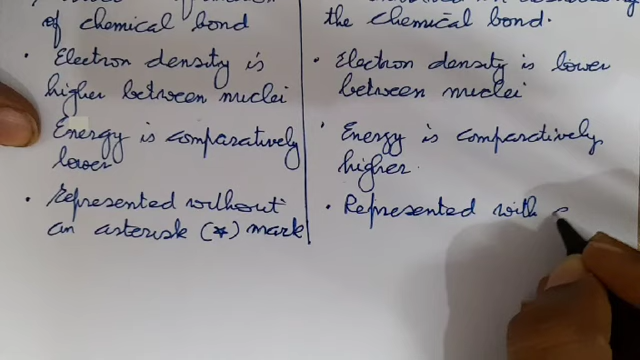 of chemical bond
· Electron density is
higher between nuclei
Energy is comparatively
lower
· Represented without
an asterisk (*) mark
the chemical bond.
· Electron density is lower
between nuclei
· Energy is comparatively
higher.
· Represented with